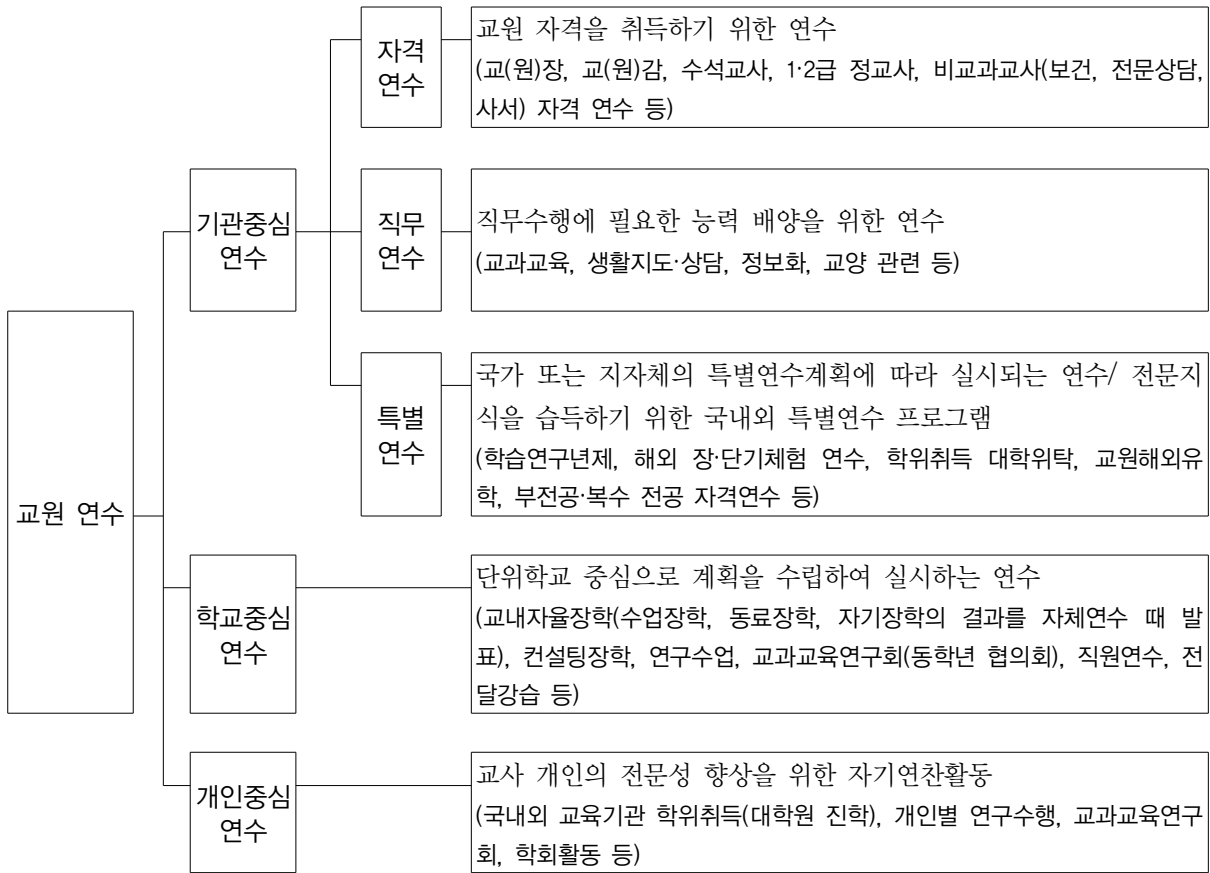 교원 연수
기관중심
연수
자격
연수
교원 자격을 취득하기 위한 연수
(교(원)장, 교(원)감, 수석교사, 1·2급 정교사, 비교과교사(보건, 전문상담,
사서) 자격 연수 등)
직무
연수
직무수행에 필요한 능력 배양을 위한 연수
(교과교육, 생활지도·상담, 정보화, 교양 관련 등)
특별
연수
국가 또는 지자체의 특별연수계획에 따라 실시되는 연수/ 전문지
식을 습득하기 위한 국내외 특별연수 프로그램
(학습연구년제, 해외 장·단기체험 연수, 학위취득 대학위탁, 교원해외유
학, 부전공·복수 전공 자격연수 등)
학교중심
연수
단위학교 중심으로 계획을 수립하여 실시하는 연수
(교내자율장학(수업장학, 동료장학, 자기장학의 결과를 자체연수 때 발
표), 컨설팅장학, 연구수업, 교과교육연구회(동학년 협의회), 직원연수, 전
달강습 등)
개인중심
연수
교사 개인의 전문성 향상을 위한 자기연찬활동
(국내외 교육기관 학위취득(대학원 진학), 개인별 연구수행, 교과교육연구
회, 학회활동 등)